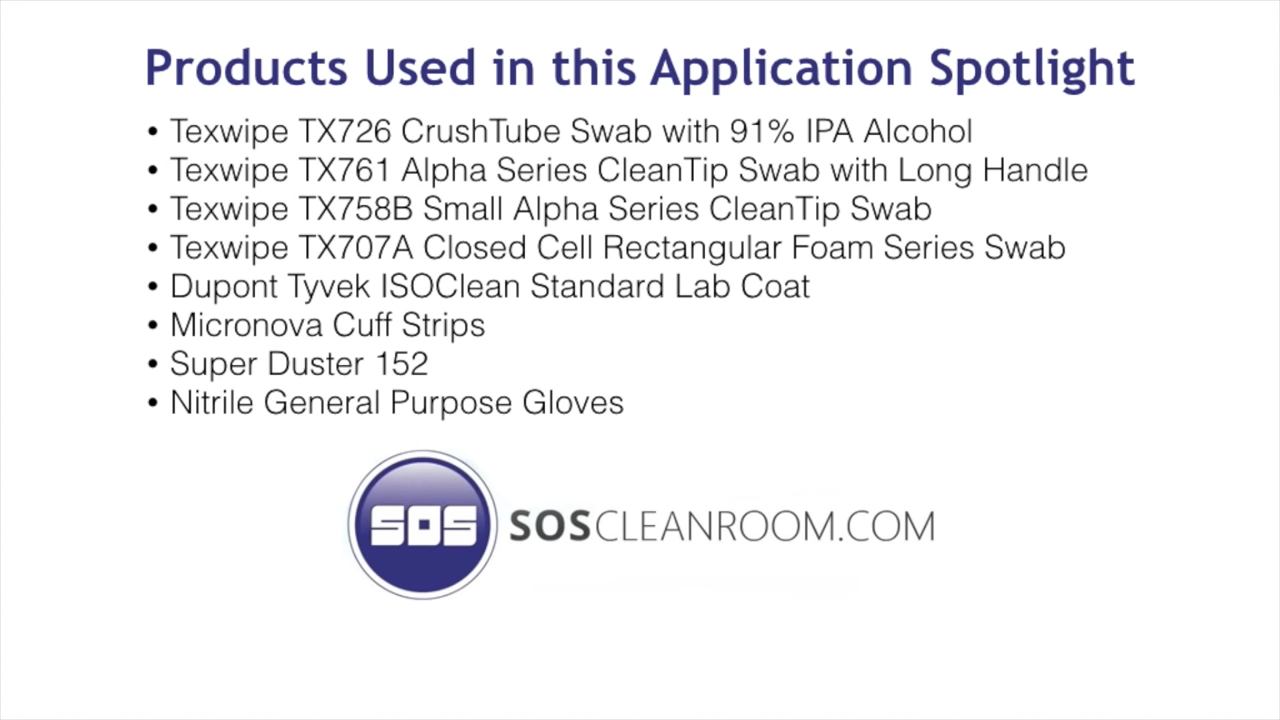 Products Used in this Application Spotlight
• Texwipe TX726 CrushTube Swab with 91% IPA Alcohol
• Texwipe TX761 Alpha Series CleanTip Swab with Long Handle
• Texwipe TX758B Small Alpha Series CleanTip Swab
• Texwipe TX707A Closed Cell Rectangular Foam Series Swab
• Dupont Tyvek ISOClean Standard Lab Coat
• Micronova Cuff Strips
• Super Duster 152
• Nitrile General Purpose Gloves
SOS SOSCLEANROOM.COM